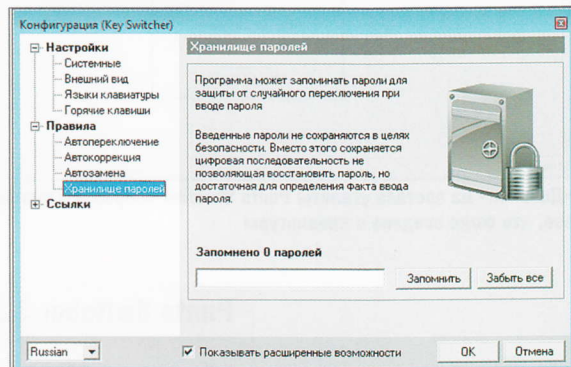 Конфигурация (Key Switcher)
Настройки
Системные
Внешний вид
Языки клавиатуры
Горячие клавиши
Правила
Автопереключение
Автокоррекция
Автозамена
Хранилище паролей
Ссылки
Хранилище паролей
Программа может запоминать пароли для
защиты от случайного переключения при
вводе пароля
Введенные пароли не сохраняются в целях
безопасности. Вместо этого сохраняется
цифровая последовательность не
позволяющая восстановить пароль, но
достаточная для определения факта ввода
пароля.
Запомнено 0 паролей
Запомнить
Забыть все
Russian
Показывать расширенные возможности
OK
Отмена